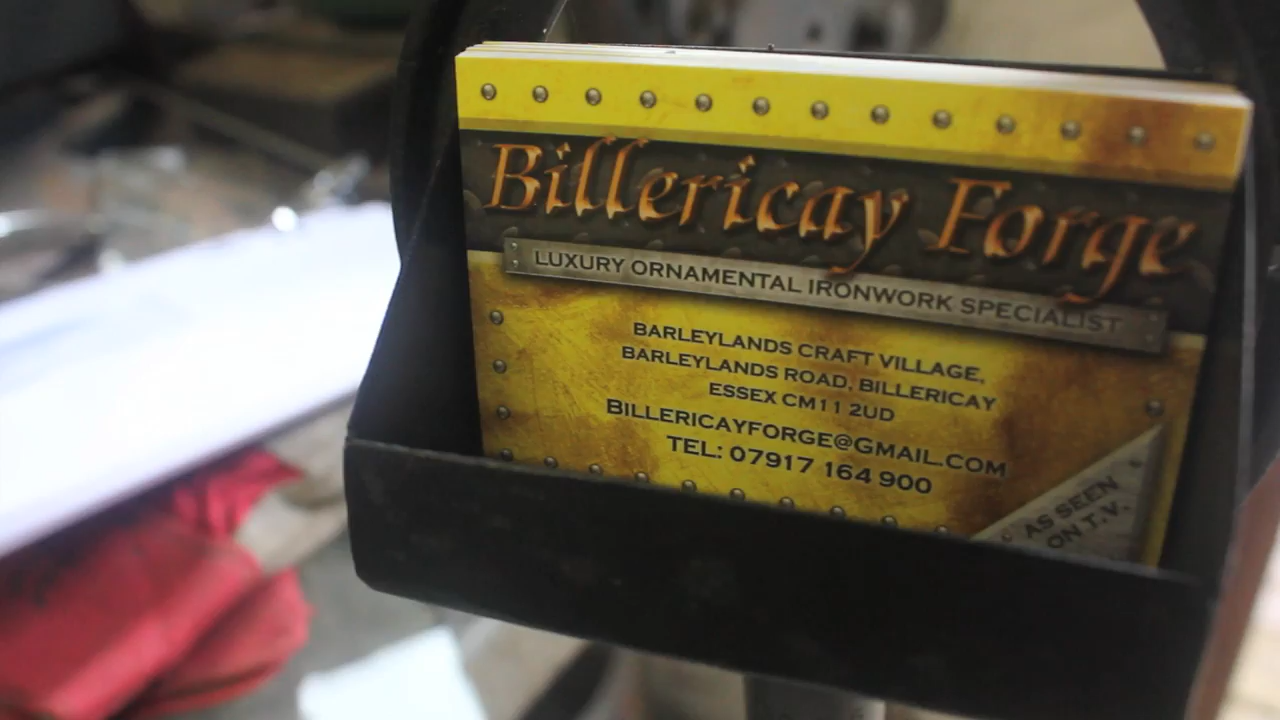 Billericay Forge
LUXURY ORNAMENTAL IRONWORK SPECIALIST
BARLEYLANDS CRAFT VILLAGE,
BARLEYLANDS ROAD, BILLERICAY
ESSEX CM11 2UD
BILLERICAYFORGE@GMAIL.COM
TEL: 07917 164 900
AS SEEN
ON T.V.